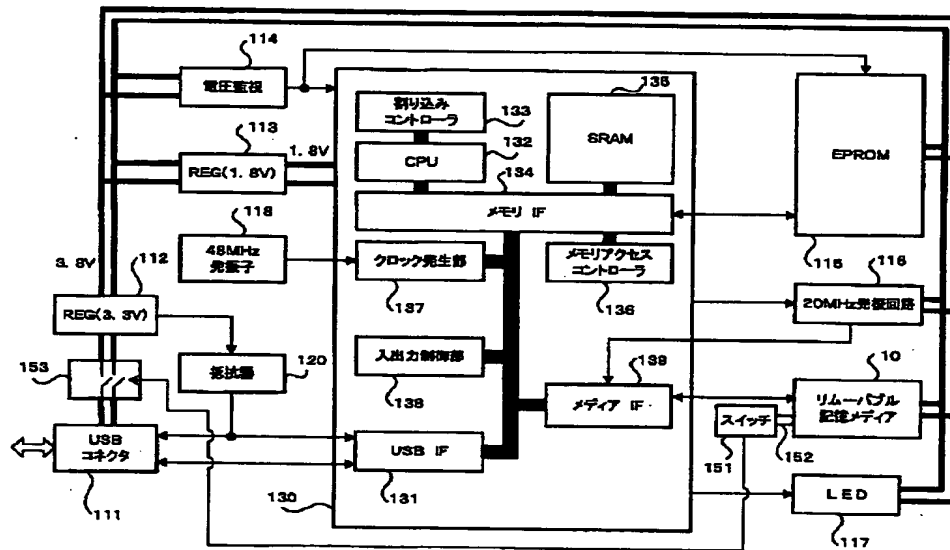 114
電圧監視
113
REG(1.8V)
1.8V
118
48MHz
発振子
3.3V
112
REG(3.3V)
153
抵抗器
120
USB
コネクタ
111
割り込み
コントローラ
133
CPU
132
134
メモリ IF
135
SRAM
クロック発生部
137
メモリアクセス
コントローラ
136
入出力制御部
138
139
メディア IF
USB IF
131
130
EPROM
115
116
20MHz発振回路
10
リムーバブル
記憶メディア
スイッチ
151
152
LED
117